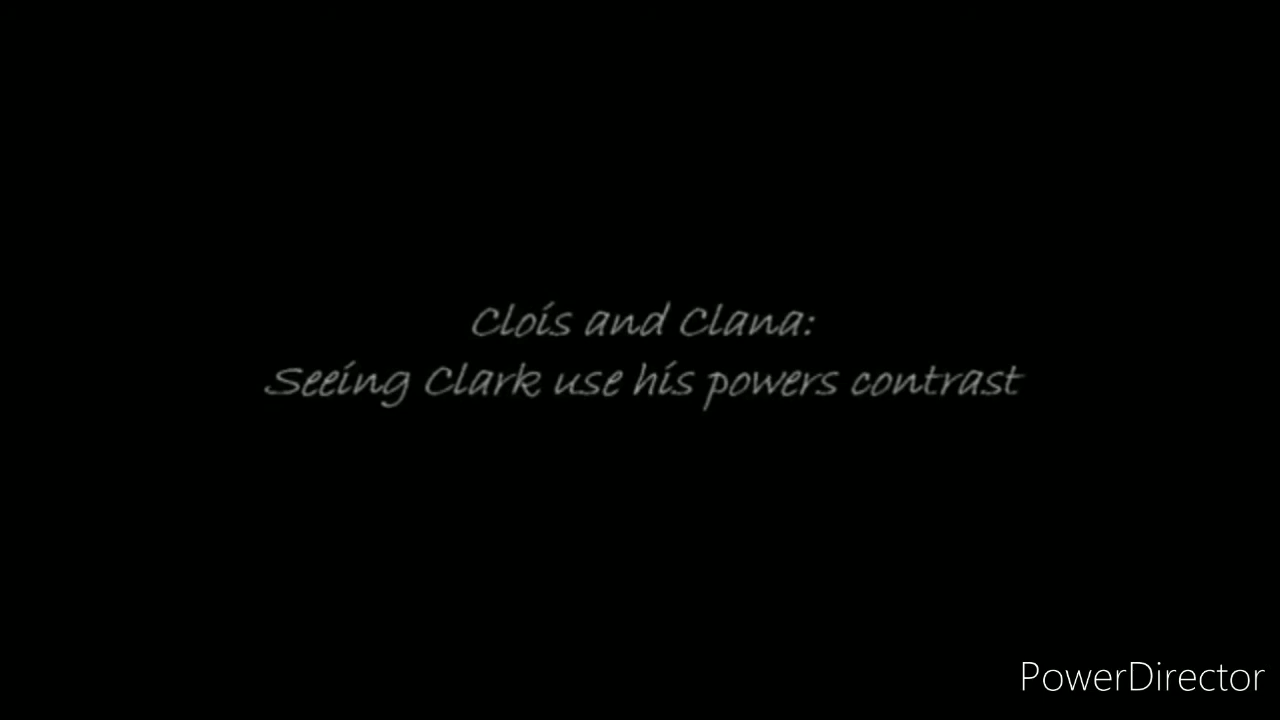 Clois and Clana:
Seeing Clark use his powers contrast
PowerDirector